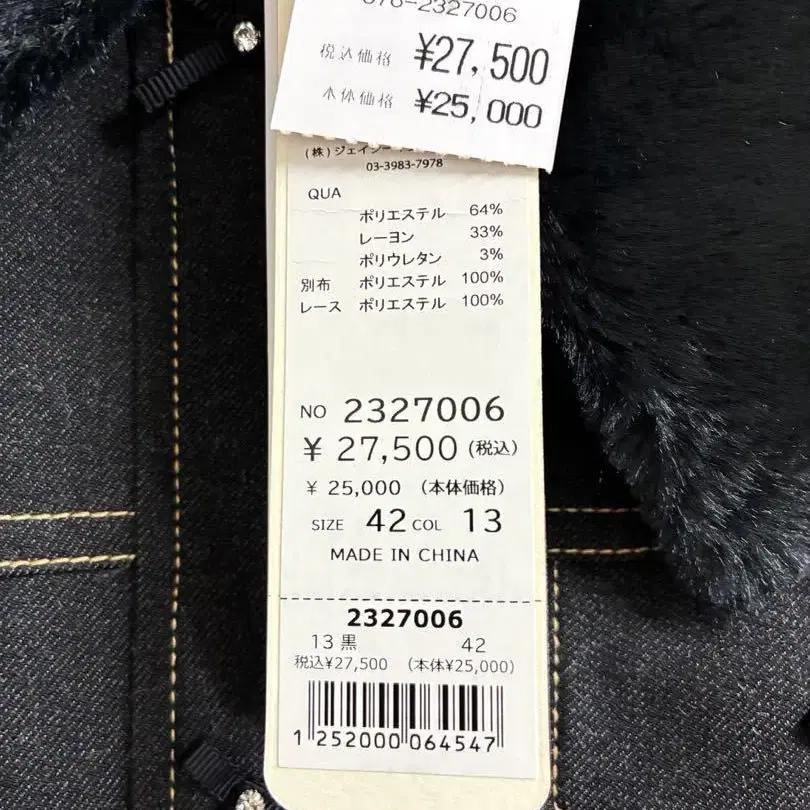 078-2327006
税込価格 ¥27,500
本体価格 ¥25,000
(株)ジェイ
03-3983-7978
QUA
ポリエステル 64%
レーヨン 33%
ポリウレタン 3%
別布 ポリエステル 100%
レース ポリエステル 100%
NO 2327006
¥ 27,500 (税込)
¥ 25,000 (本体価格)
SIZE 42 COL 13
MADE IN CHINA
2327006
13 黒 42
税込¥27,500 (本体¥25,000)
1 252000 064547